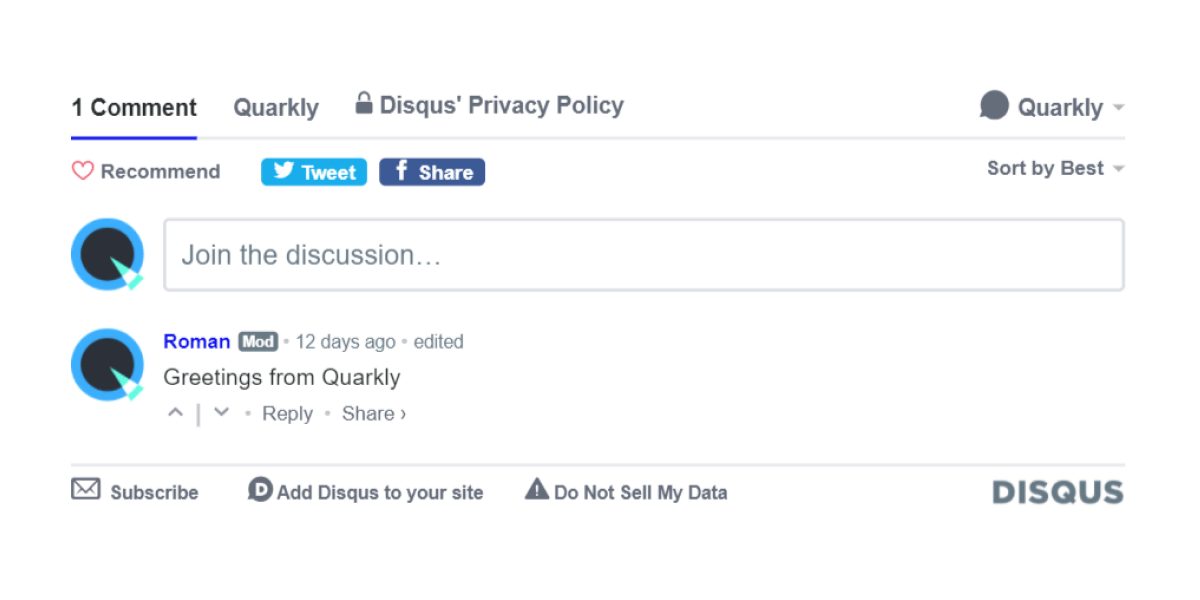 1 Comment Quarkly Disqus' Privacy Policy Quarkly
Recommend Tweet Share Sort by Best
Join the discussion…
Roman Mod • 12 days ago • edited
Greetings from Quarkly
• Reply • Share ›
Subscribe Add Disqus to your site Do Not Sell My Data DISQUS